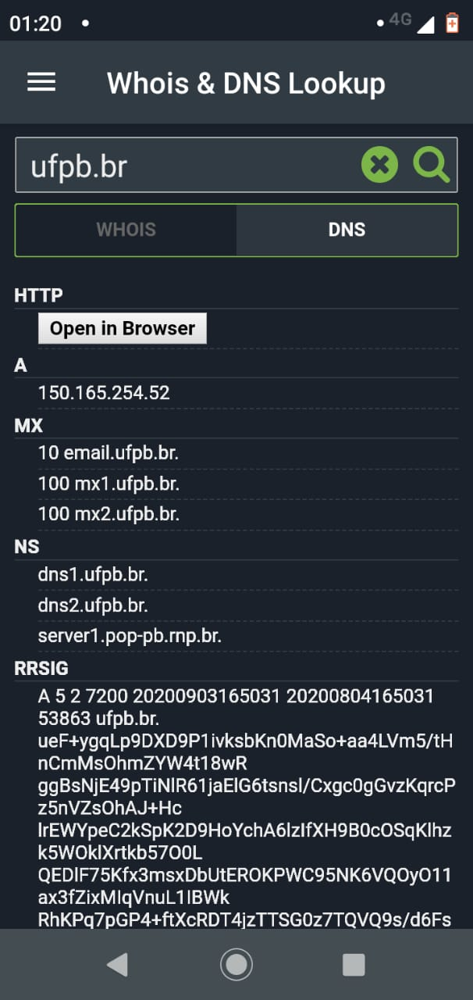 01:20
4G
Whois & DNS Lookup
ufpb.br
WHOIS
DNS
HTTP
Open in Browser
A
150.165.254.52
MX
10 email.ufpb.br.
100 mx1.ufpb.br.
100 mx2.ufpb.br.
NS
dns1.ufpb.br.
dns2.ufpb.br.
server1.pop-pb.rnp.br.
RRSIG
A 5 2 7200 20200903165031 20200804165031
53863 ufpb.br.
ueF+ygqLp9DXD9P1ivksbKn0MaSo+aa4LVm5/tH
nCmMsOhmZYW4t18wR
ggBsNjE49pTiNlR61jaElG6tsnsl/Cxgc0gGvzKqrcP
z5nVZsOhAJ+Hc
lrEWYpeC2kSpK2D9HoYchA6lzIfXH9B0cOSqKlhz
k5WOklXrtkb57O0L
QEDlF75Kfx3msxDbUtEROKPWC95NK6VQOyO11
ax3fZixMIqVnuL1IBWk
RhKPq7pGP4+ftXcRDT4jzTTSG0z7TQVQ9s/d6Fs